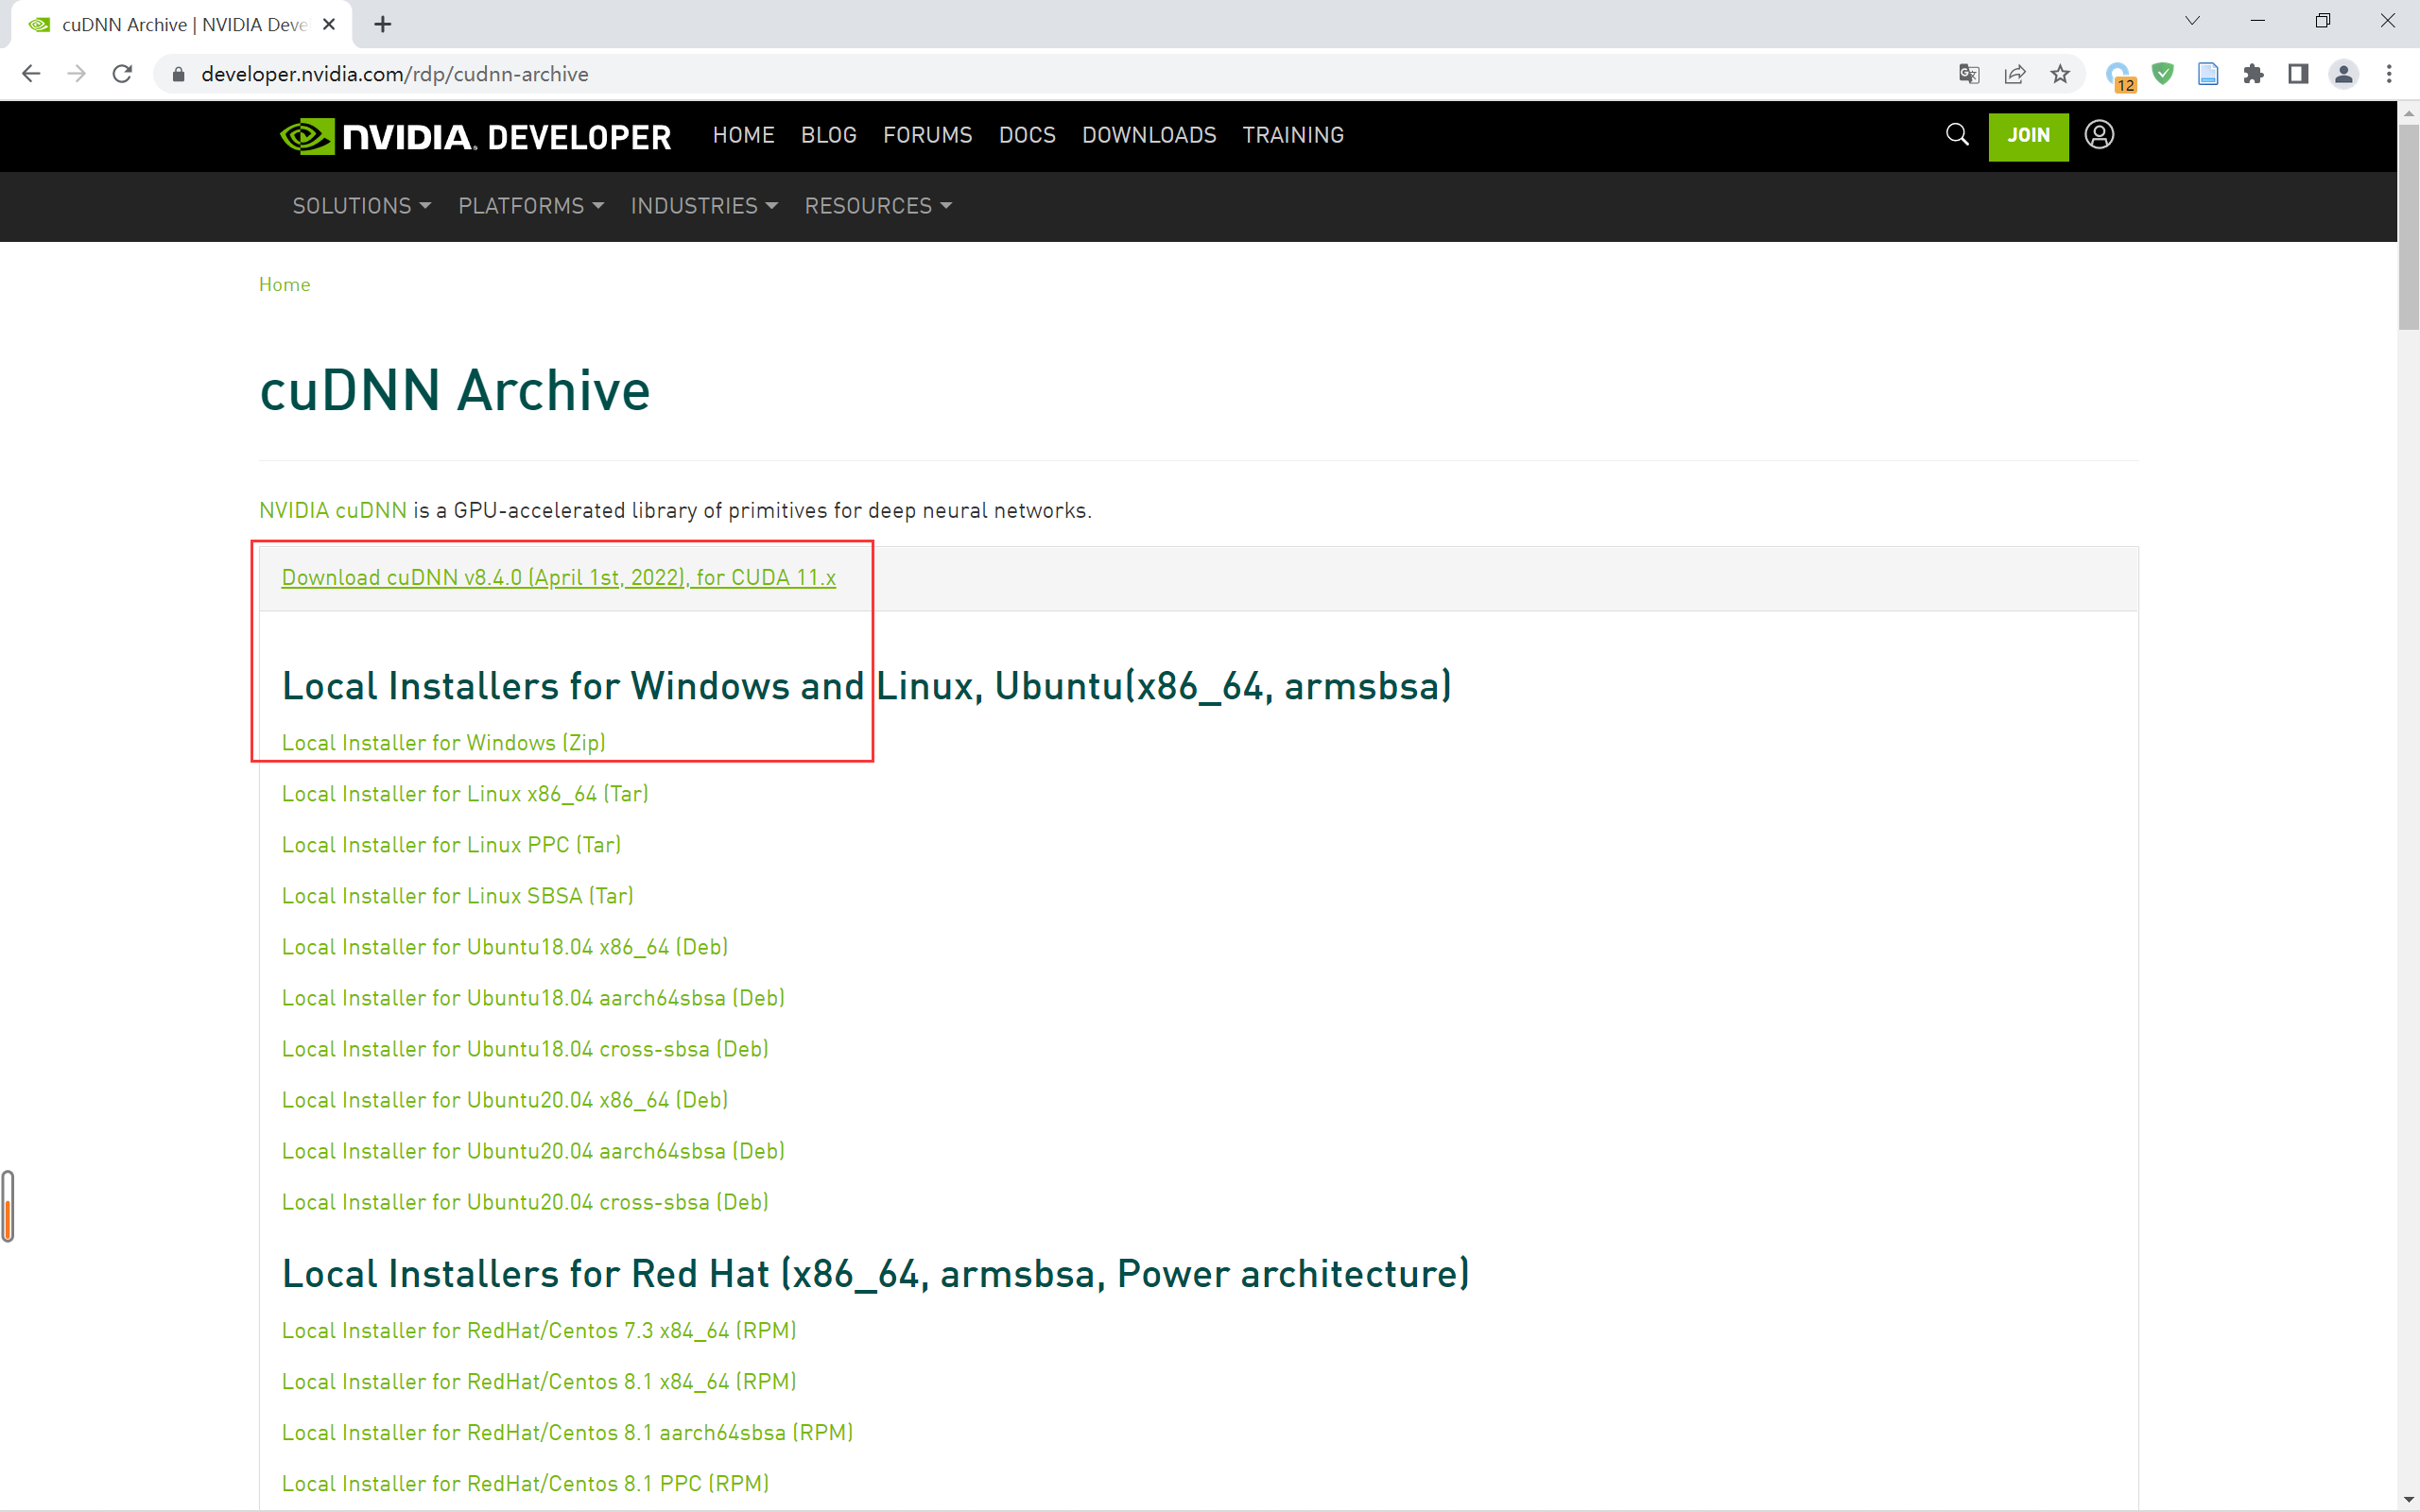 cuDNN Archive | NVIDIA Deve
developer.nvidia.com/rdp/cudnn-archive
12
NVIDIA. DEVELOPER HOME BLOG FORUMS DOCS DOWNLOADS TRAINING JOIN
SOLUTIONS PLATFORMS INDUSTRIES RESOURCES
Home
cuDNN Archive
NVIDIA cuDNN is a GPU-accelerated library of primitives for deep neural networks.
Download cuDNN v8.4.0 (April 1st, 2022), for CUDA 11.x
Local Installers for Windows and Linux, Ubuntu(x86_64, armsbsa)
Local Installer for Windows (Zip)
Local Installer for Linux x86_64 (Tar)
Local Installer for Linux PPC (Tar)
Local Installer for Linux SBSA (Tar)
Local Installer for Ubuntu18.04 x86_64 (Deb)
Local Installer for Ubuntu18.04 aarch64sbsa (Deb)
Local Installer for Ubuntu18.04 cross-sbsa (Deb)
Local Installer for Ubuntu20.04 x86_64 (Deb)
Local Installer for Ubuntu20.04 aarch64sbsa (Deb)
Local Installer for Ubuntu20.04 cross-sbsa (Deb)
Local Installers for Red Hat (x86_64, armsbsa, Power architecture)
Local Installer for RedHat/Centos 7.3 x84_64 (RPM)
Local Installer for RedHat/Centos 8.1 x84_64 (RPM)
Local Installer for RedHat/Centos 8.1 aarch64sbsa (RPM)
Local Installer for RedHat/Centos 8.1 PPC (RPM)